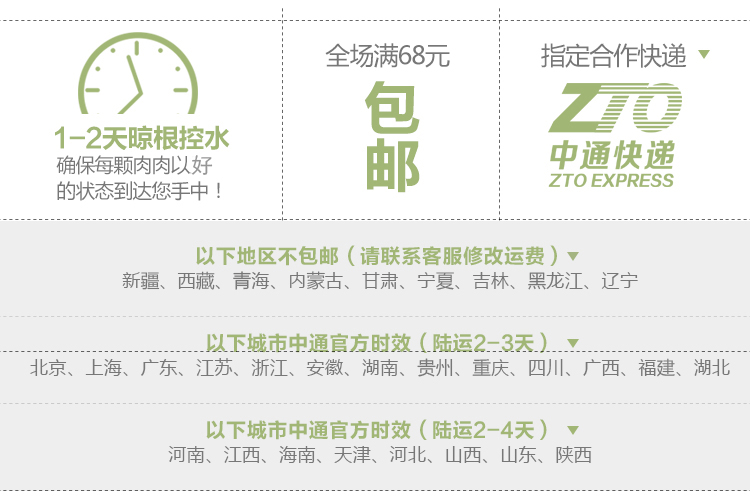 1-2天晾根控水
确保每颗肉肉以好
的状态到达您手中！
全场满68元
包
邮
指定合作快递
ZTO
中通快递
ZTO EXPRESS
以下地区不包邮（请联系客服修改运费）
新疆、西藏、青海、内蒙古、甘肃、宁夏、吉林、黑龙江、辽宁
以下城市中通官方时效（陆运2-3天）
北京、上海、广东、江苏、浙江、安徽、湖南、贵州、重庆、四川、广西、福建、湖北
以下城市中通官方时效（陆运2-4天）
河南、江西、海南、天津、河北、山西、山东、陕西